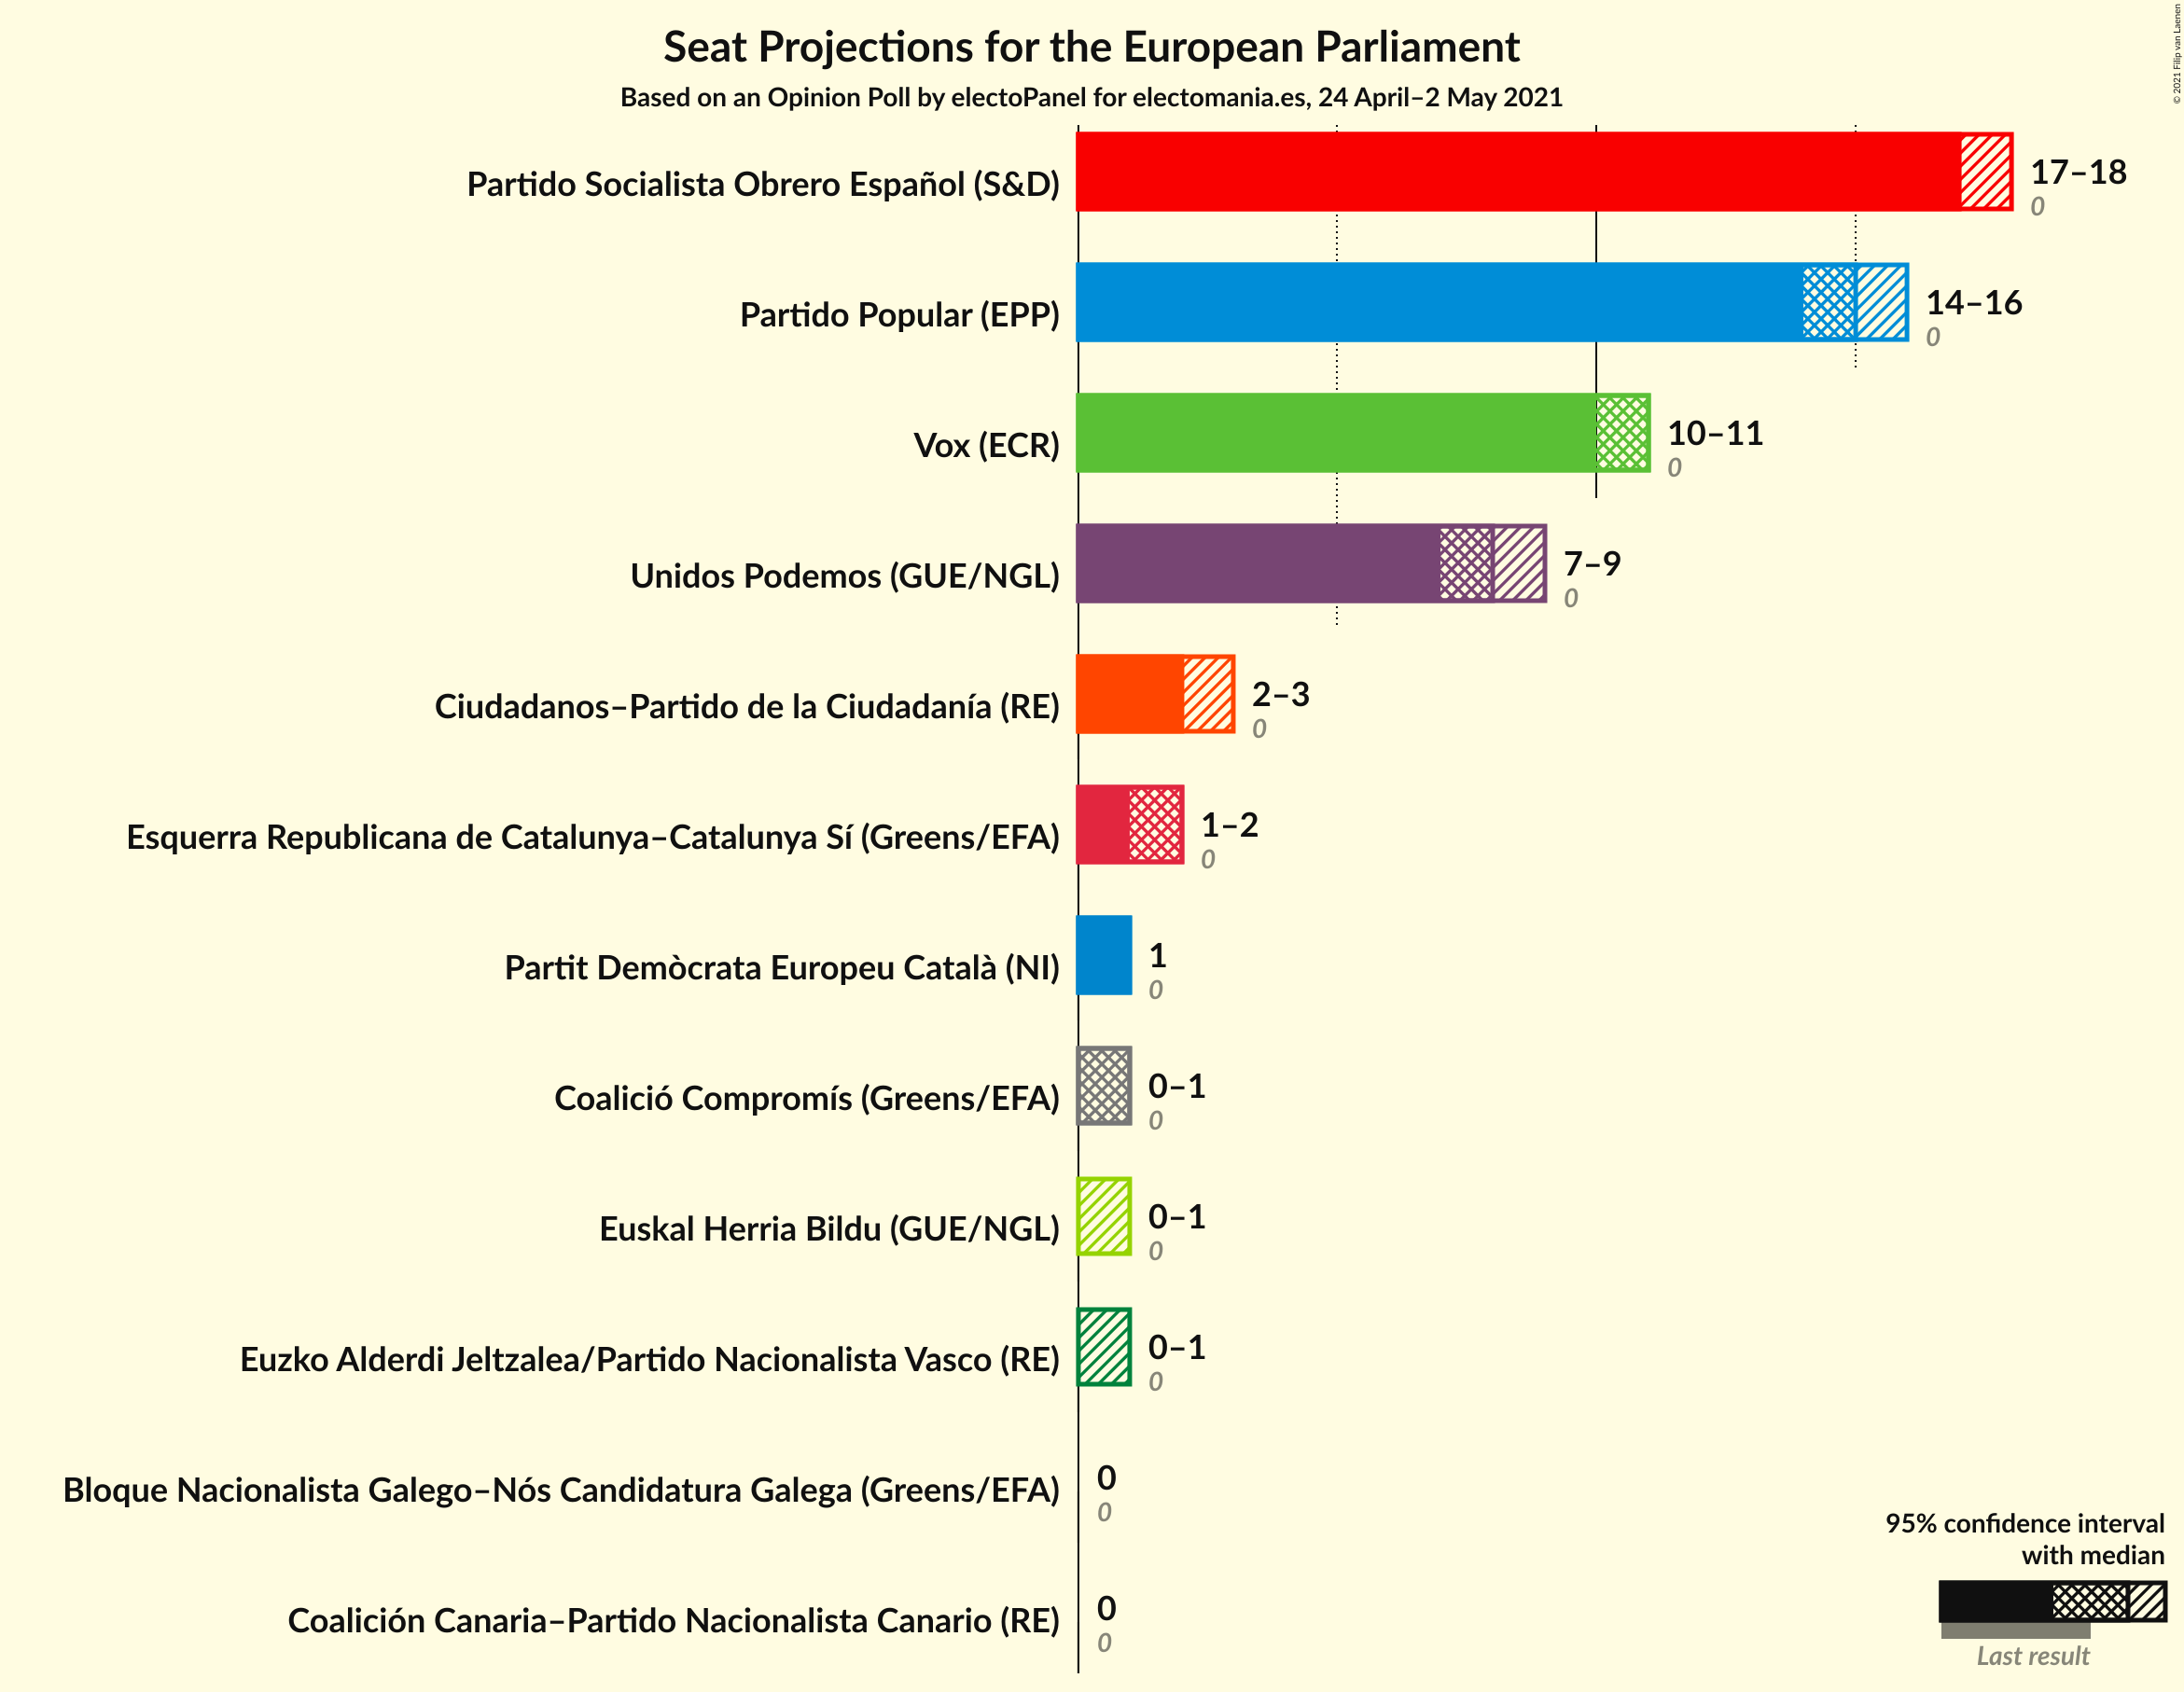 Seat Projections for the European Parliament
Based on an Opinion Poll by electoPanel for electomania.es, 24 April–2 May 2021
© 2021 Filip van Laenen
Partido Socialista Obrero Español (S&D)
17–18
0
Partido Popular (EPP)
14–16
0
Vox (ECR)
10–11
0
Unidos Podemos (GUE/NGL)
7–9
0
Ciudadanos–Partido de la Ciudadanía (RE)
2–3
0
Esquerra Republicana de Catalunya–Catalunya Sí (Greens/EFA)
1–2
0
Partit Demòcrata Europeu Català (NI)
1
0
Coalició Compromís (Greens/EFA)
0–1
0
Euskal Herria Bildu (GUE/NGL)
0–1
0
Euzko Alderdi Jeltzalea/Partido Nacionalista Vasco (RE)
0–1
0
Bloque Nacionalista Galego–Nós Candidatura Galega (Greens/EFA)
0
0
Coalición Canaria–Partido Nacionalista Canario (RE)
0
0
95% confidence interval
with median
Last result